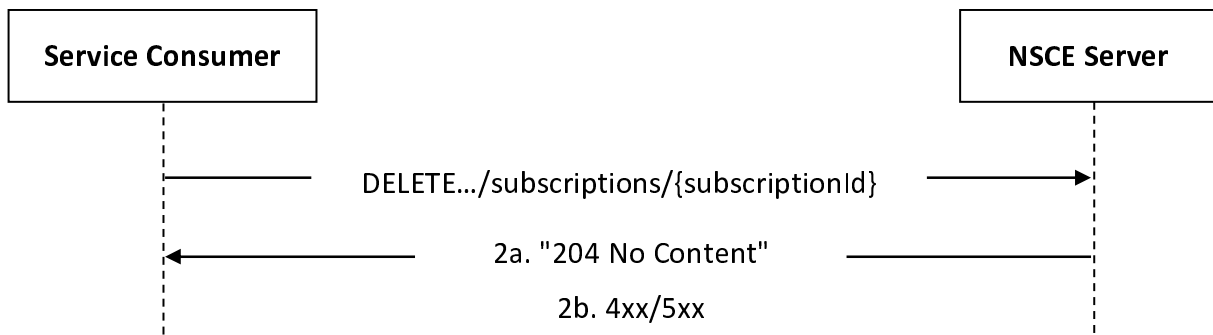 Service Consumer
NSCE Server
DELETE…/subscriptions/{subscriptionId}
2a. "204 No Content"
2b. 4xx/5xx